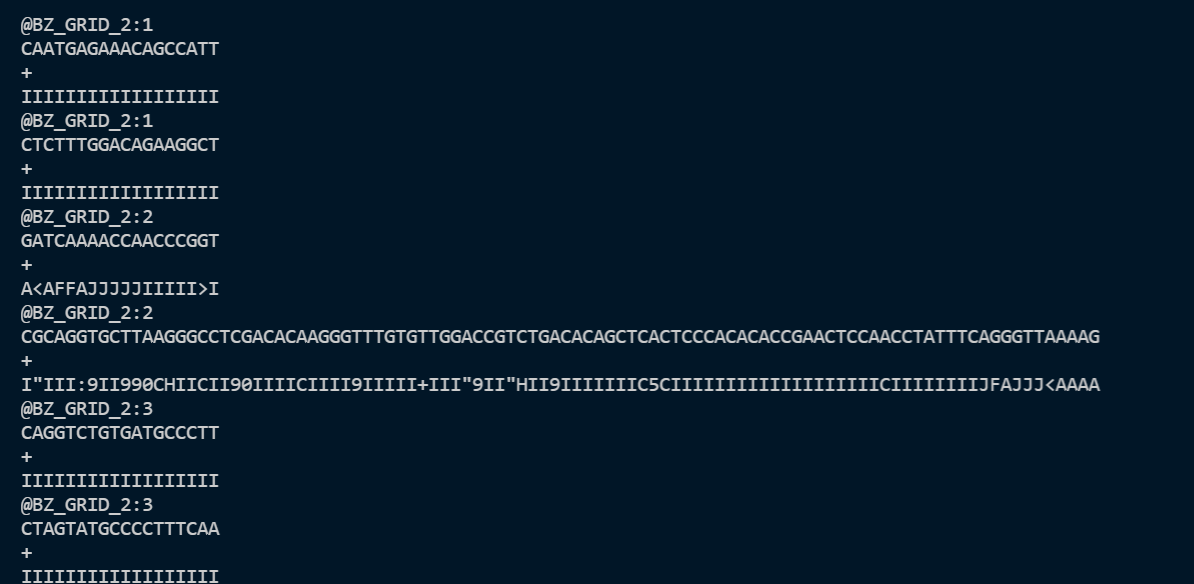 @BZ_GRID_2:1
CAATGAGAAACAGCCATT
+
IIIIIIIIIIIIIIIIII
@BZ_GRID_2:1
CTCTTTGGACAGAAGGCT
+
IIIIIIIIIIIIIIIIII
@BZ_GRID_2:2
GATCAAAACCAACCCGGT
+
A<AFFAJJJJJIIIII>I
@BZ_GRID_2:2
CGCAGGTGCTTAAGGGCCTCGACACAAGGGTTTGTGTTGGACCGTCTGACACAGCTCACTCCCACACACCGAACTCCAACCTATTTCAGGGTTAAAAG
+
I"III:9II990CHIICII90IIIICIIII9IIIII+III"9II"HII9IIIIIIIC5CIIIIIIIIIIIIIIIIIIICIIIIIIIIJFAJJJ<AAAA
@BZ_GRID_2:3
CAGGTCTGTGATGCCCTT
+
IIIIIIIIIIIIIIIIII
@BZ_GRID_2:3
CTAGTATGCCCCTTTCAA
+
IIIIIIIIIIIIIIIIII